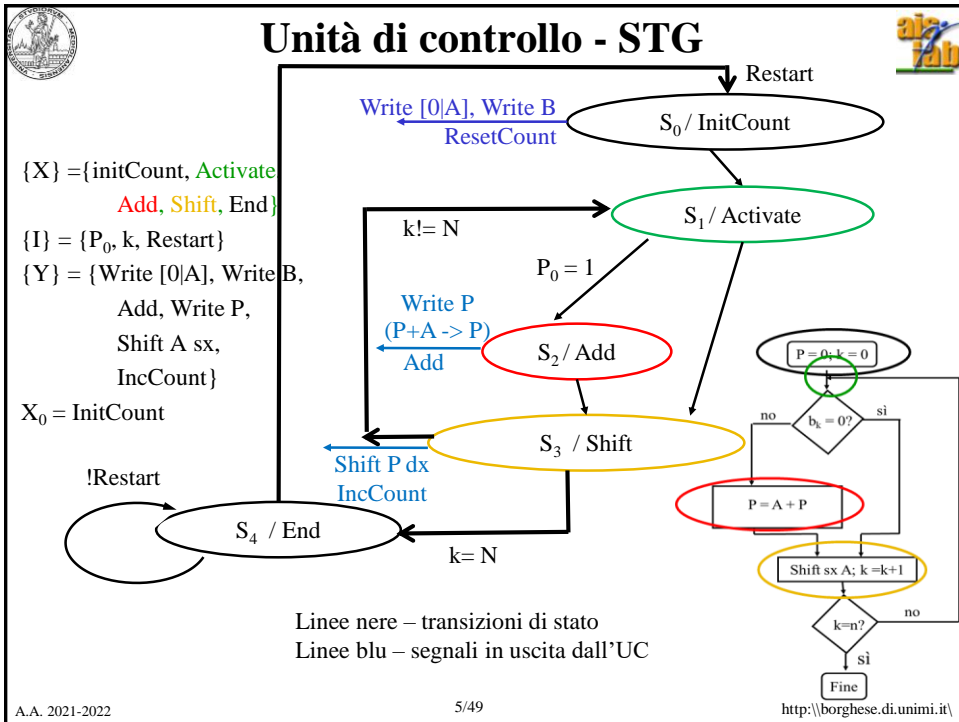 Unità di controllo - STG
Restart
Write [0|A], Write B
ResetCount
S0 / InitCount
{X} ={initCount, Activate
Add, Shift, End}
{I} = {P0, k, Restart}
{Y} = {Write [0|A], Write B,
Add, Write P,
Shift A sx,
IncCount}
X0 = InitCount
S1 / Activate
k!= N
P0 = 1
Write P
(P+A -> P)
Add
S2 / Add
S3 / Shift
Shift P dx
IncCount
!Restart
S4 / End
k= N
P = 0; k = 0
no
bk = 0?
sì
P = A + P
Shift sx A; k =k+1
k=n?
no
sì
Fine
Linee nere – transizioni di stato
Linee blu – segnali in uscita dall'UC
A.A. 2021-2022
5/49
http:\\borghese.di.unimi.it\